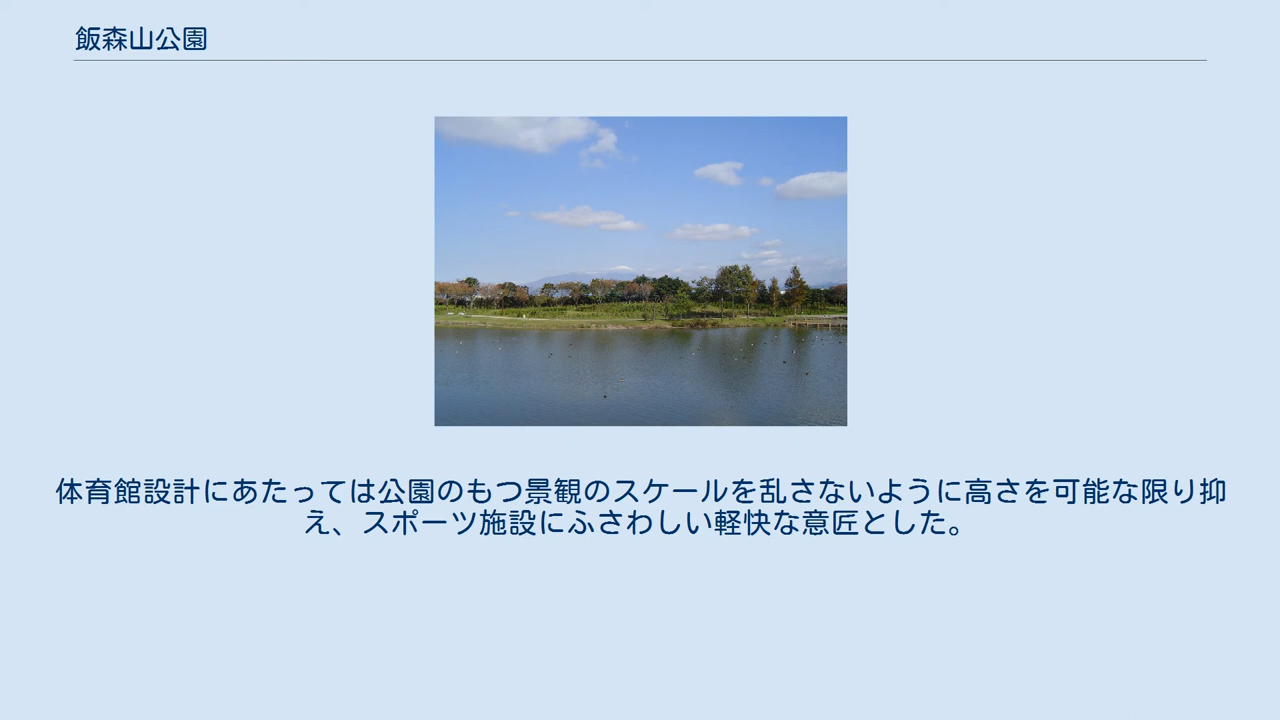 飯森山公園
体育館設計にあたっては公園のもつ景観のスケールを乱さないように高さを可能な限り抑
え、スポーツ施設にふさわしい軽快な意匠とした。